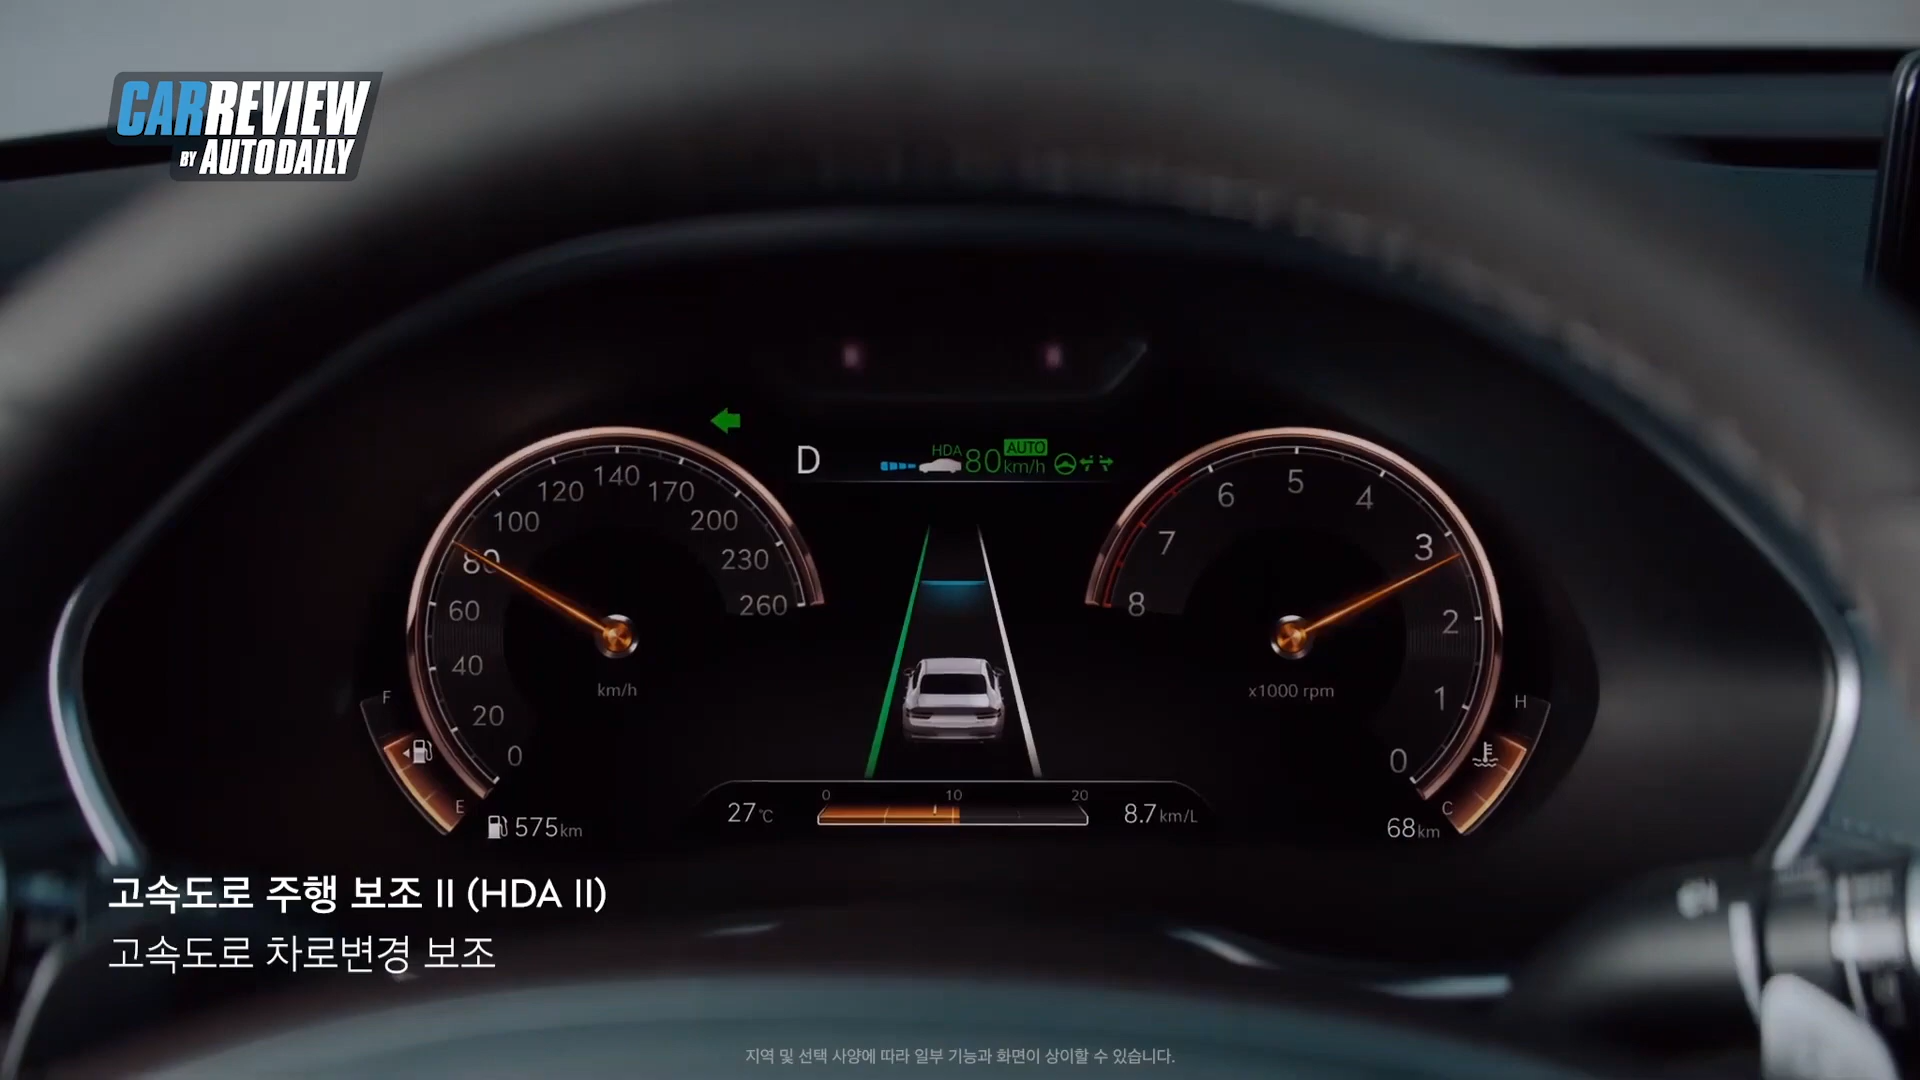 CARREVIEW
BY AUTODAILY
D
HDA 80 km/h AUTO
0 20 40 60 80 100 120 140 170 200 230 260
km/h
8 7 6 5 4 3 2 1 0
x1000 rpm
F
E
H
C
575km
27°C
0 10 20
8.7km/L
68km
고속도로 주행 보조 II (HDA II)
고속도로 차로변경 보조
지역 및 선택 사양에 따라 일부 기능과 화면이 상이할 수 있습니다.